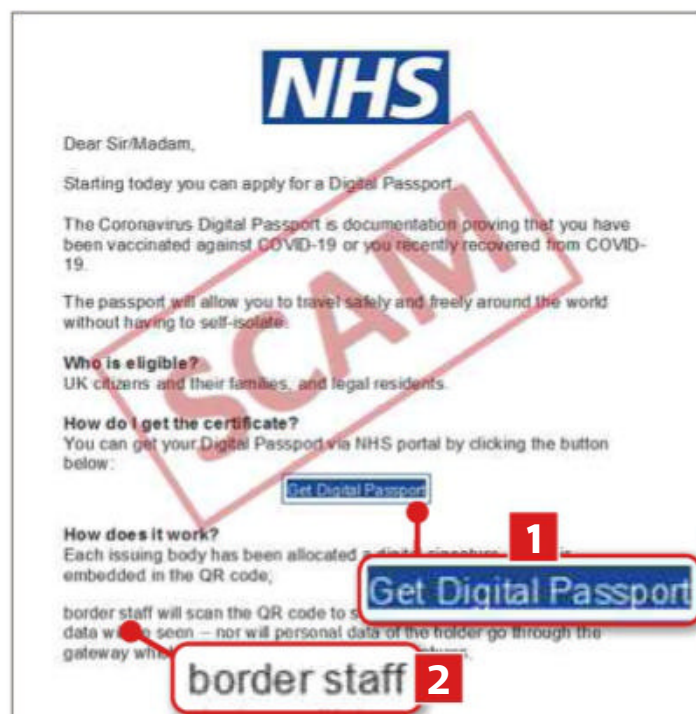 NHS
Dear Sir/Madam,
Starting today you can apply for a Digital Passport.
The Coronavirus Digital Passport is documentation proving that you have
been vaccinated against COVID-19 or you recently recovered from COVID-
19.
The passport will allow you to travel safely and freely around the world
without having to self-isolate.
SCAM
Who is eligible?
UK citizens and their families, and legal residents.
How do I get the certificate?
You can get your Digital Passport via NHS portal by clicking the button
below:
Get Digital Passport
How does it work?
1
Each issuing body has been allocated a digital signature
embedded in the QR code;
Get Digital Passport
border staff will scan the QR code to
data will be seen – nor will personal data of the holder go through the
gateway
border staff
2